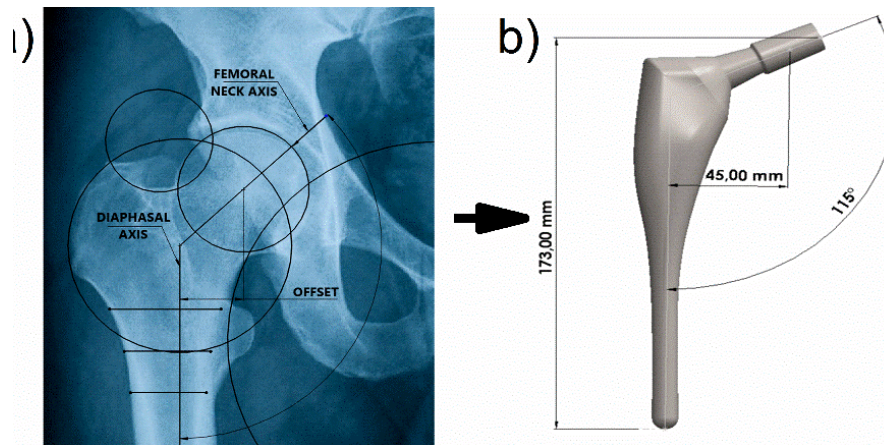 a)
FEMORAL
NECK AXIS
DIAPHASAL
AXIS
OFFSET
b)
173,00 mm
45,00 mm
115°